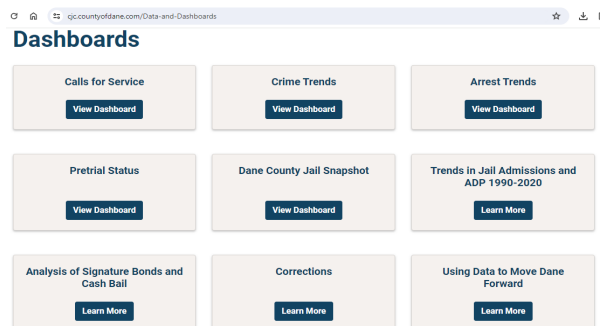 cjc.countyofdane.com/Data-and-Dashboards
Dashboards
Calls for Service
View Dashboard
Crime Trends
View Dashboard
Arrest Trends
View Dashboard
Pretrial Status
View Dashboard
Dane County Jail Snapshot
View Dashboard
Trends in Jail Admissions and
ADP 1990-2020
Learn More
Analysis of Signature Bonds and
Cash Bail
Learn More
Corrections
Learn More
Using Data to Move Dane
Forward
Learn More